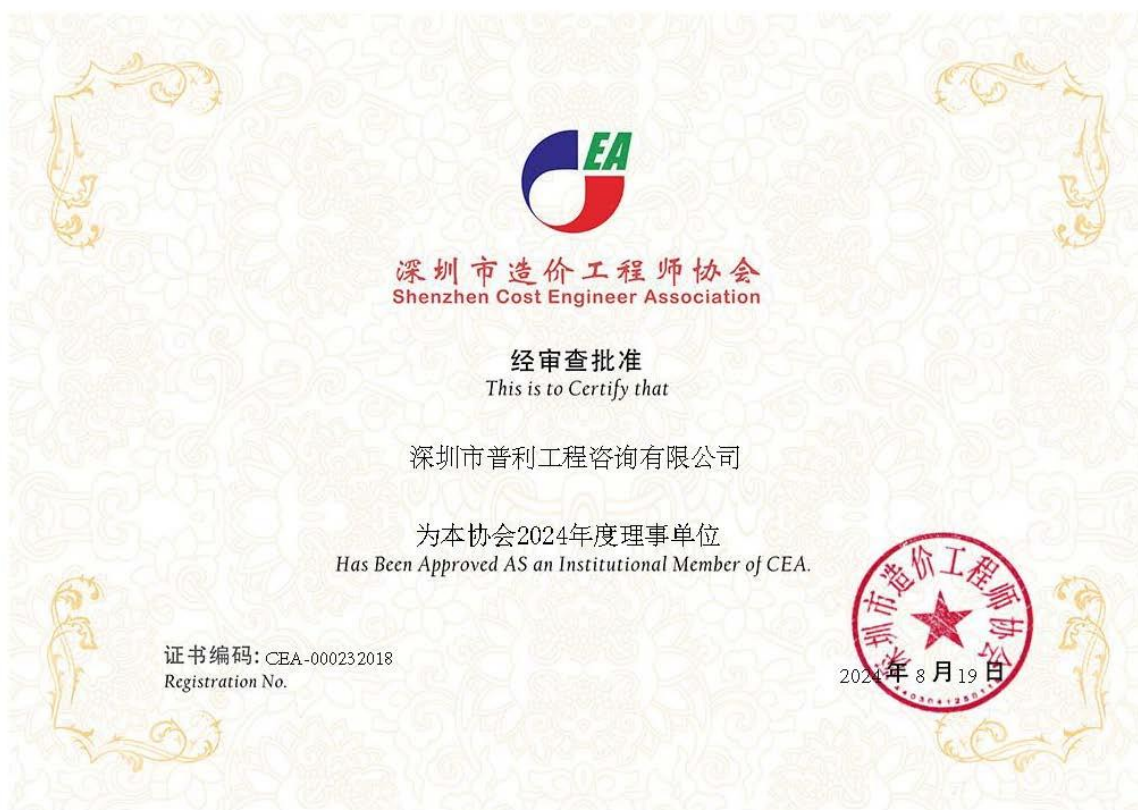 EA
深圳市造价工程师协会
Shenzhen Cost Engineer Association
经审查批准
This is to Certify that
深圳市普利工程咨询有限公司
为本协会2024年度理事单位
Has Been Approved AS an Institutional Member of CEA.
证书编码: CEA-000232018
Registration No.
深圳市造价工程师协会
2024 年 8 月 19 日